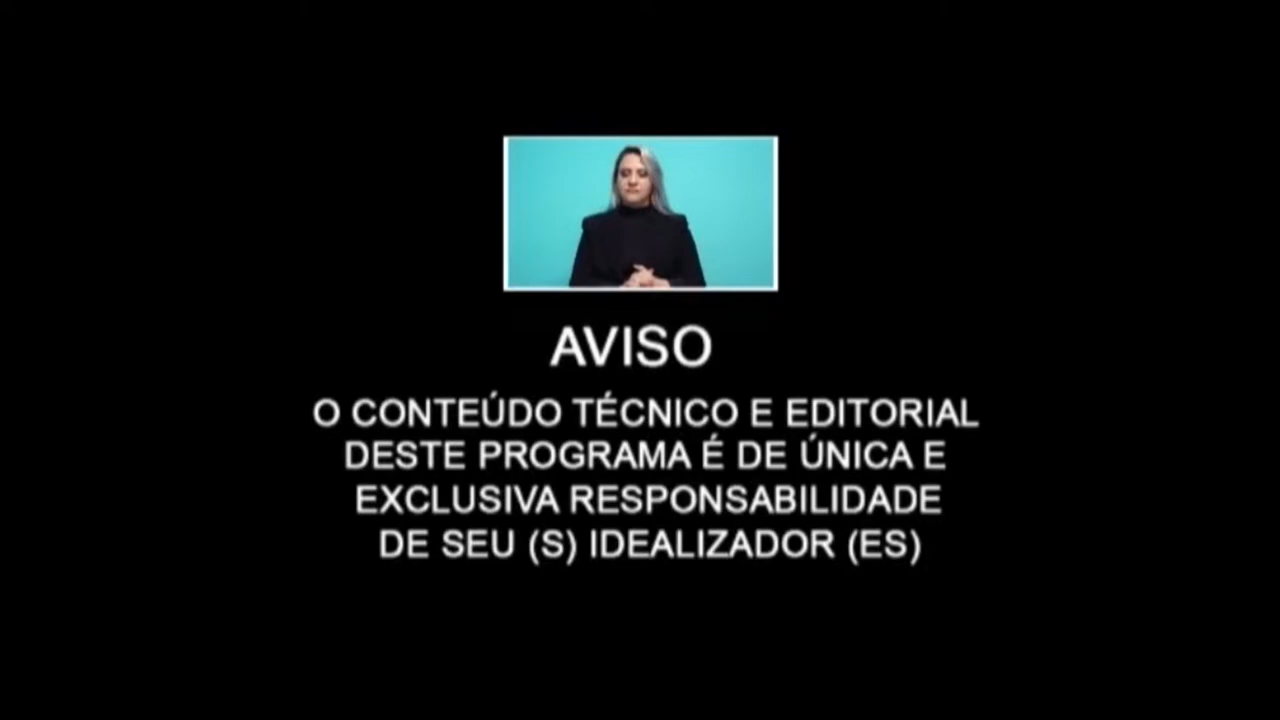 AVISO
O CONTEÚDO TÉCNICO E EDITORIAL
DESTE PROGRAMA É DE ÚNICA E
EXCLUSIVA RESPONSABILIDADE
DE SEU (S) IDEALIZADOR (ES)